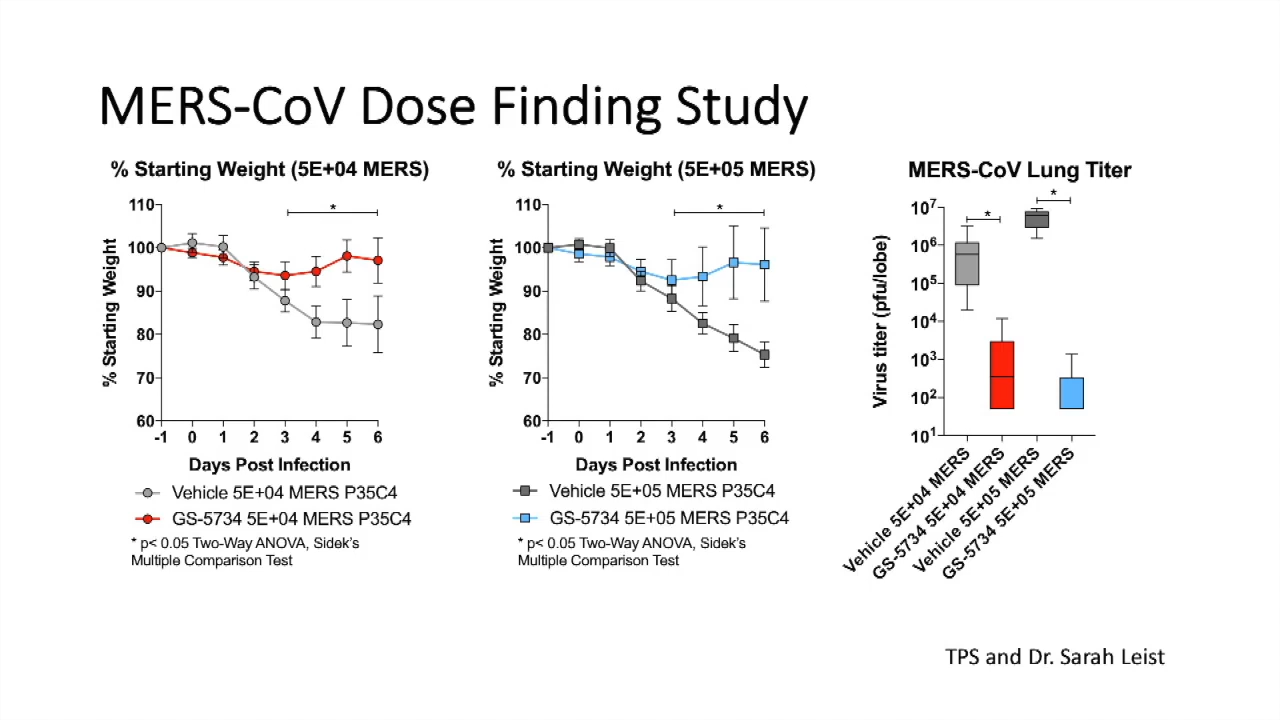 MERS-CoV Dose Finding Study
% Starting Weight (5E+04 MERS)
110
100
90
80
70
60
% Starting Weight
*
-1 0 1 2 3 4 5 6
Days Post Infection
Vehicle 5E+04 MERS P35C4
GS-5734 5E+04 MERS P35C4
* p< 0.05 Two-Way ANOVA, Sidek's
Multiple Comparison Test
% Starting Weight (5E+05 MERS)
110
100
90
80
70
60
% Starting Weight
*
-1 0 1 2 3 4 5 6
Days Post Infection
Vehicle 5E+05 MERS P35C4
GS-5734 5E+05 MERS P35C4
* p< 0.05 Two-Way ANOVA, Sidek's
Multiple Comparison Test
MERS-CoV Lung Titer
10⁷
10⁶
10⁵
10⁴
10³
10²
10¹
Virus titer (pfu/lobe)
*
*
Vehicle 5E+04 MERS
GS-5734 5E+04 MERS
Vehicle 5E+05 MERS
GS-5734 5E+05 MERS
TPS and Dr. Sarah Leist